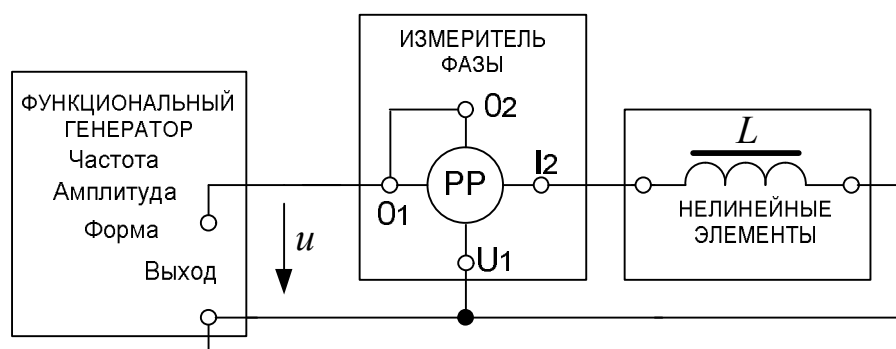 ФУНКЦИОНАЛЬНЫЙ
ГЕНЕРАТОР
Частота
Амплитуда
Форма
Выход
u
ИЗМЕРИТЕЛЬ
ФАЗЫ
02
PP
I2
01
U1
L
НЕЛИНЕЙНЫЕ
ЭЛЕМЕНТЫ